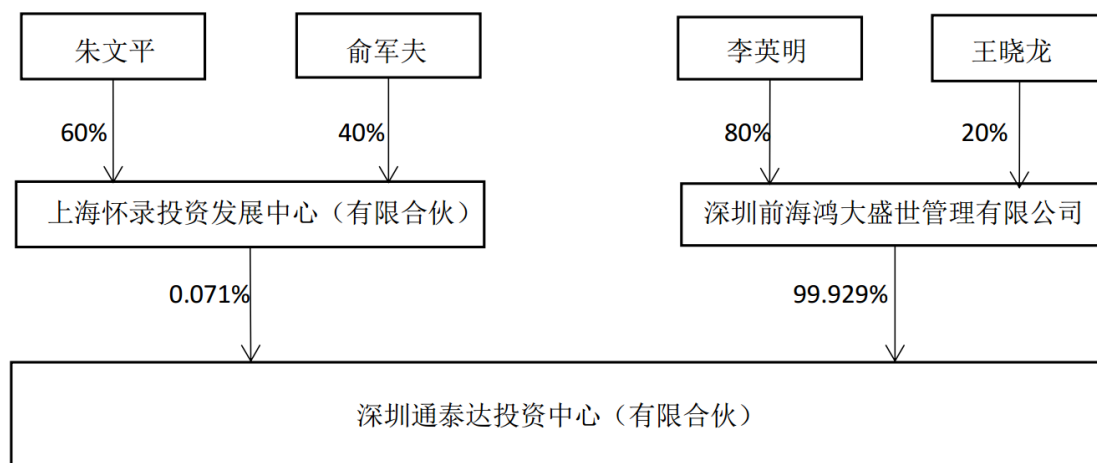 朱文平
俞军夫
李英明
王晓龙
60%
40%
80%
20%
上海怀录投资发展中心（有限合伙）
深圳前海鸿大盛世管理有限公司
0.071%
99.929%
深圳通泰达投资中心（有限合伙）